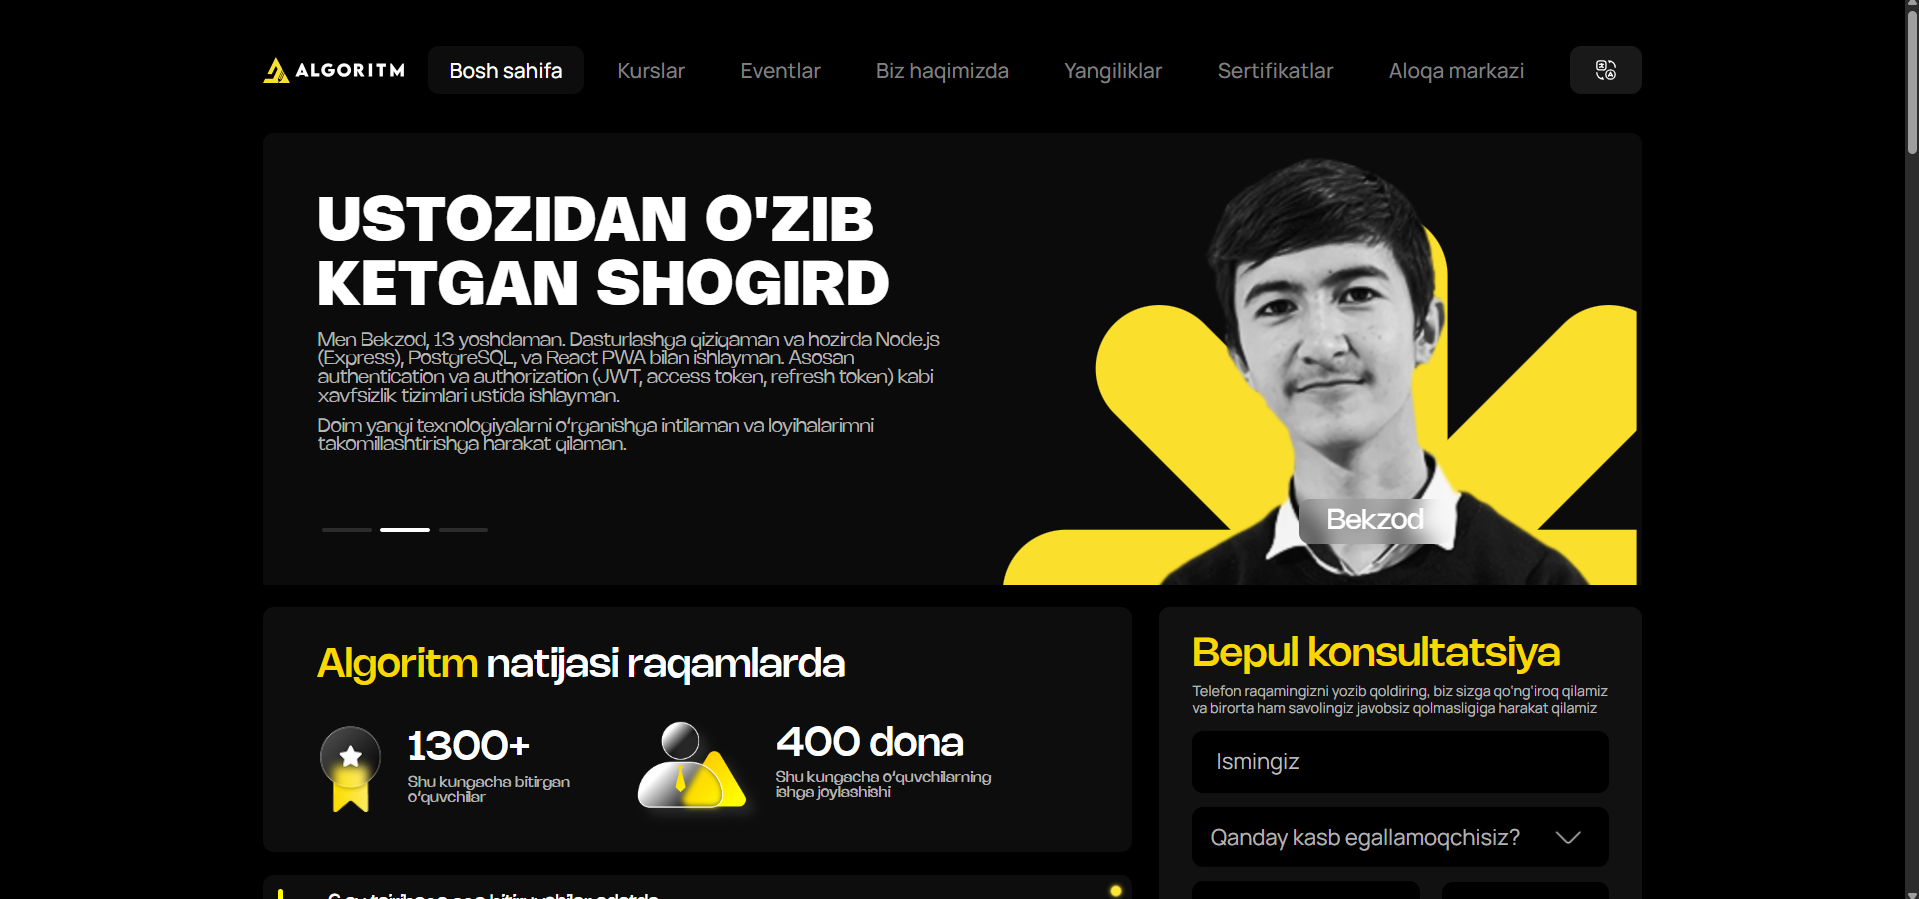 ALGORITM
Bosh sahifa
Kurslar
Eventlar
Biz haqimizda
Yangiliklar
Sertifikatlar
Aloqa markazi
USTOZIDAN O'ZIB
KETGAN SHOGIRD
Men Bekzod, 13 yoshdaman. Dasturlashga qiziqaman va hozirda Node.js
(Express), PostgreSQL, va React PWA bilan ishlayman. Asosan
authentication va authorization (JWT, access token, refresh token) kabi
xavfsizlik tizimlari ustida ishlayman.
Doim yangi texnologiyalarni o‘rganishga intilaman va loyihalarimni
takomillashtirishga harakat qilaman.
Bekzod
Algoritm natijasi raqamlarda
1300+
Shu kungacha bitirgan
o‘quvchilar
400 dona
Shu kungacha o‘quvchilarning
ishga joylashishi
Bepul konsultatsiya
Telefon raqamingizni yozib qoldiring, biz sizga qo'ng'iroq qilamiz
va birorta ham savolingiz javobsiz qolmasligiga harakat qilamiz
Ismingiz
Qanday kasb egallamoqchisiz?